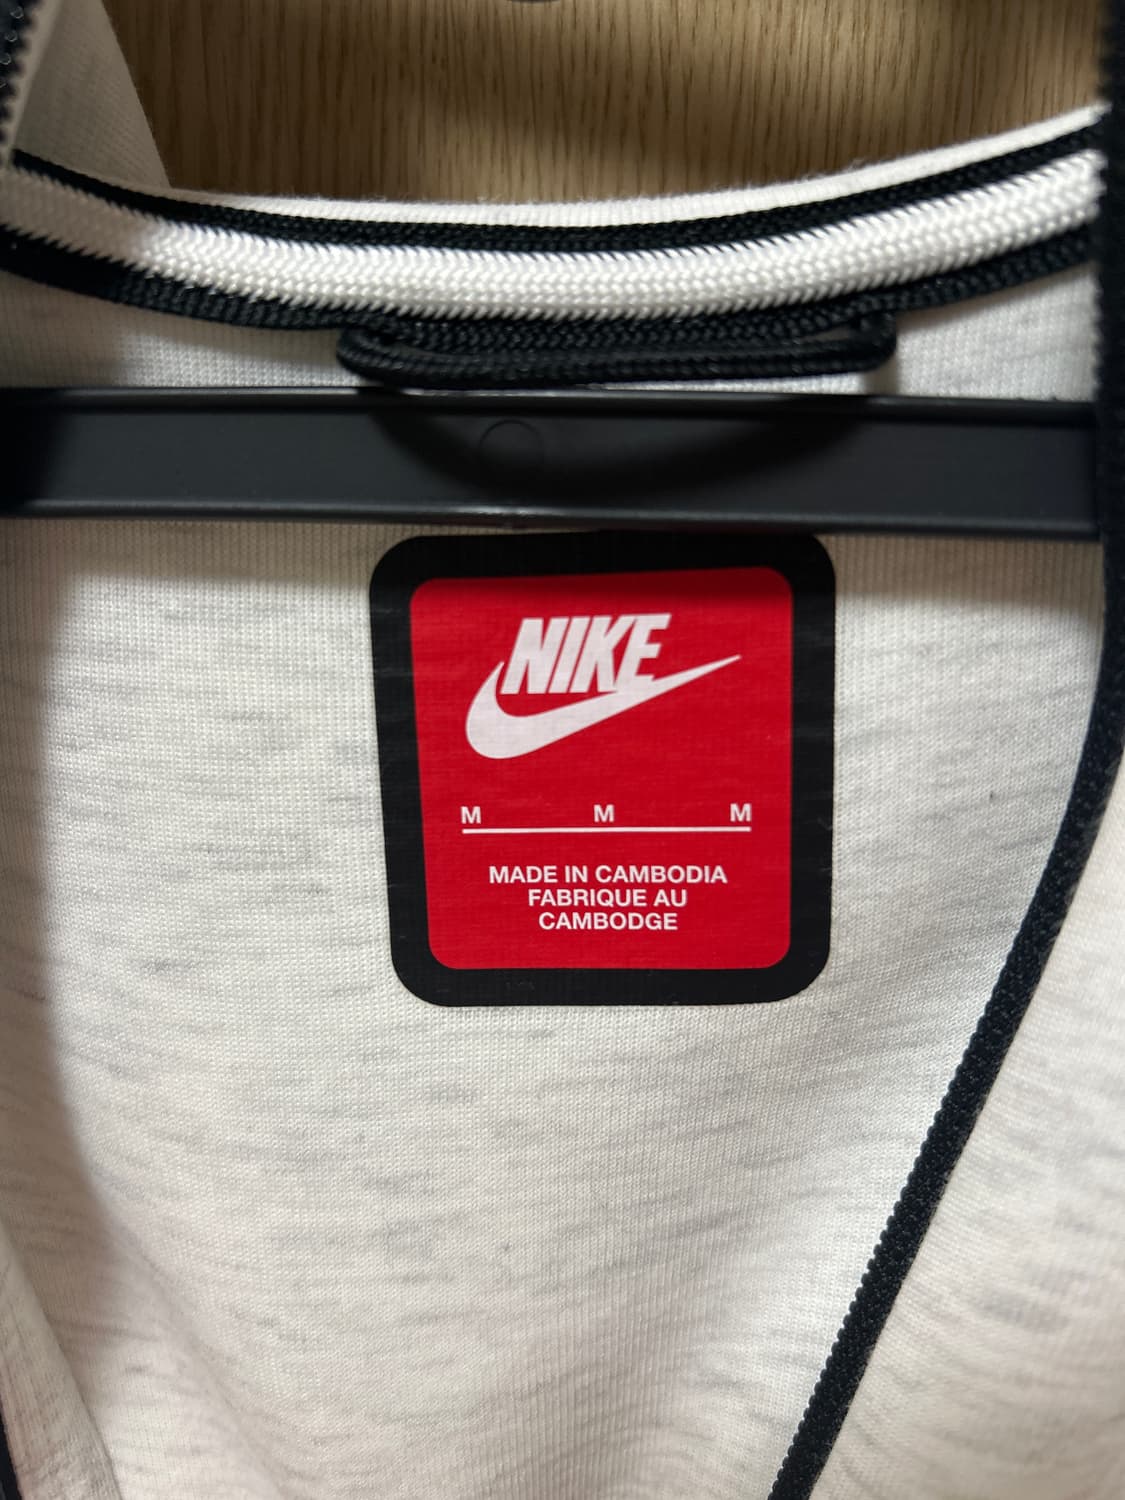 NIKE
M M M
MADE IN CAMBODIA
FABRIQUE AU
CAMBODGE